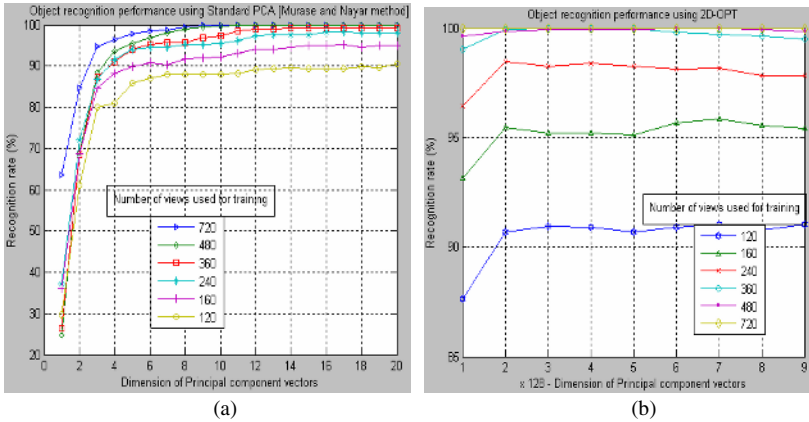 Object recognition performance using Standard PCA [Murase and Nayar method]
100
90
80
70
60
50
40
30
20
Recognition rate (%)
Number of views used for training
720
480
360
240
160
120
0 2 4 6 8 10 12 14 16 18 20
Dimension of Principal component vectors
(a)
Object recognition performance using 2D-OPT
100
95
90
85
Recognition rate (%)
Number of views used for training
120
160
240
360
480
720
1 2 3 4 5 6 7 8 9
x 128 - Dimension of Principal component vectors
(b)